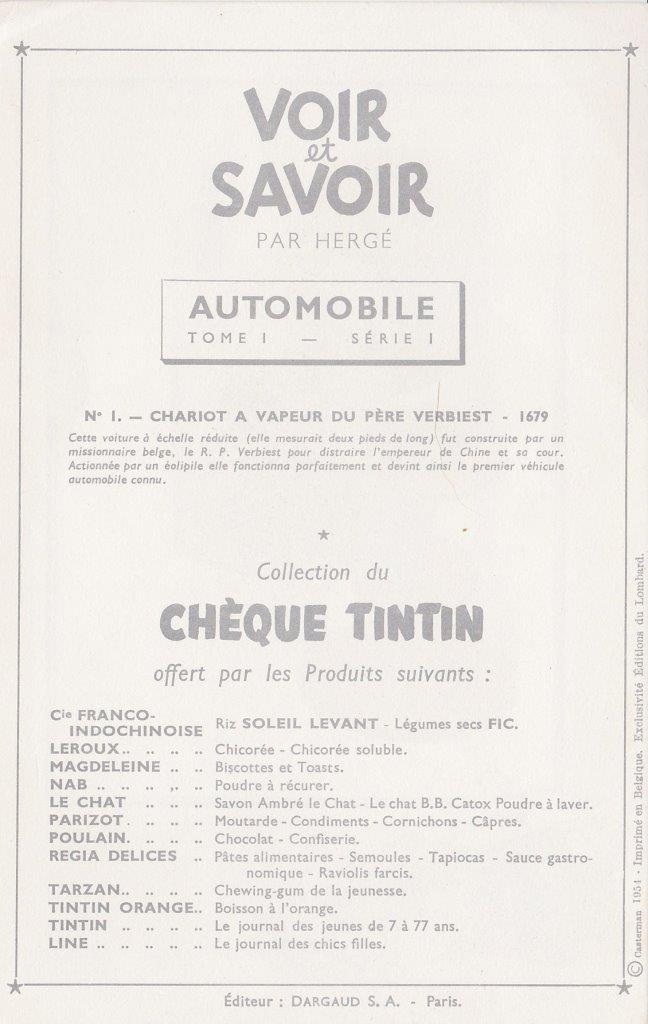 VOIR
et
SAVOIR
PAR HERGÉ
AUTOMOBILE
TOME I — SÉRIE I
N° I. — CHARIOT A VAPEUR DU PÈRE VERBIEST - 1679
Cette voiture à échelle réduite (elle mesurait deux pieds de long) fut construite par un
missionnaire belge, le R. P. Verbiest pour distraire l'empereur de Chine et sa cour.
Actionnée par un éolipile elle fonctionna parfaitement et devint ainsi le premier véhicule
automobile connu.
Collection du
CHÈQUE TINTIN
offert par les Produits suivants :
Cie FRANCO-
INDOCHINOISE Riz SOLEIL LEVANT - Légumes secs FIC.
LEROUX.. .. .. .. Chicorée - Chicorée soluble.
MAGDELEINE .. .. Biscottes et Toasts.
NAB .. .. .. .. .. Poudre à récurer.
LE CHAT .. .. .. Savon Ambré le Chat - Le chat B.B. Catox Poudre à laver.
PARIZOT. .. .. .. Moutarde - Condiments - Cornichons - Câpres.
POULAIN. .. .. .. Chocolat - Confiserie.
REGIA DELICES .. Pâtes alimentaires - Semoules - Tapiocas - Sauce gastro-
nomique - Raviolis farcis.
TARZAN.. .. .. .. Chewing-gum de la jeunesse.
TINTIN ORANGE.. Boisson à l'orange.
TINTIN .. .. .. .. Le journal des jeunes de 7 à 77 ans.
LINE .. .. .. .. .. Le journal des chics filles.
Éditeur : DARGAUD S. A. - Paris.
© Casterman 1954 - Imprimé en Belgique. Exclusivité Éditions du Lombard.